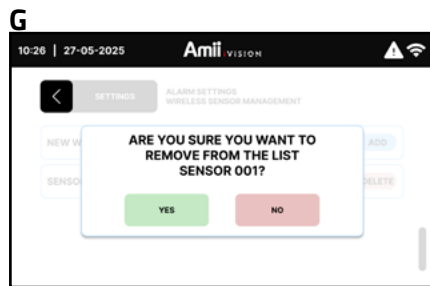 G
10:26 | 27-05-2025 Amii.VISION
SETTINGS
ALARM SETTINGS
WIRELESS SENSOR MANAGEMENT
NEW W
ADD
ARE YOU SURE YOU WANT TO
REMOVE FROM THE LIST
SENSOR 001?
SENSO
DELETE
YES NO